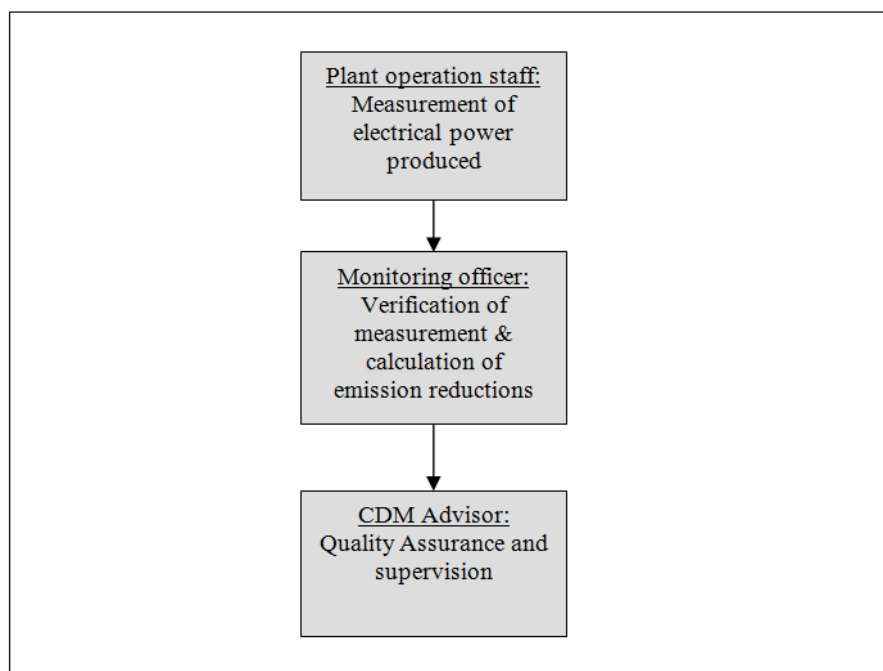 Plant operation staff:
Measurement of
electrical power
produced
Monitoring officer:
Verification of
measurement &
calculation of
emission reductions
CDM Advisor:
Quality Assurance and
supervision